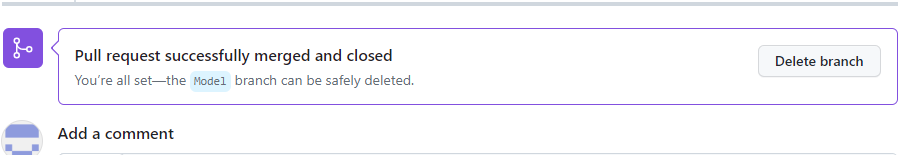 Pull request successfully merged and closed
You’re all set—the Model branch can be safely deleted.
Delete branch
Add a comment